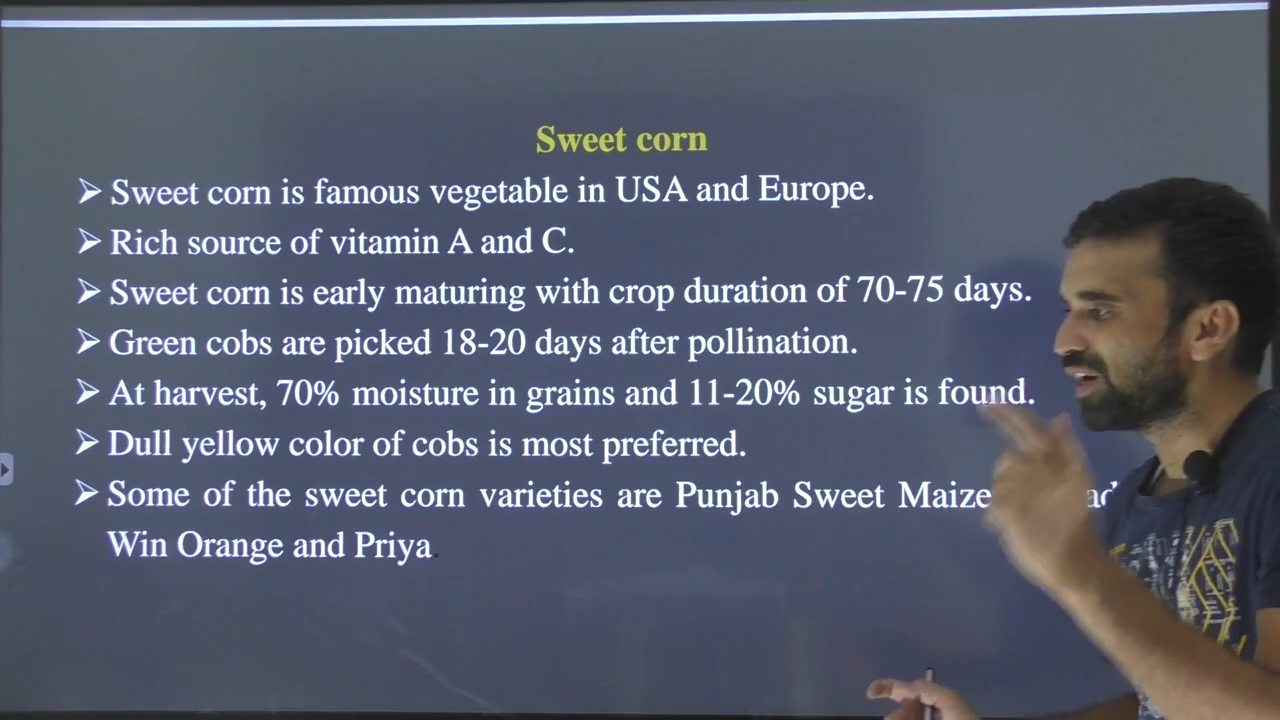 Sweet corn
➢ Sweet corn is famous vegetable in USA and Europe.
➢ Rich source of vitamin A and C.
➢ Sweet corn is early maturing with crop duration of 70-75 days.
➢ Green cobs are picked 18-20 days after pollination.
➢ At harvest, 70% moisture in grains and 11-20% sugar is found.
➢ Dull yellow color of cobs is most preferred.
➢ Some of the sweet corn varieties are Punjab Sweet Maize
Win Orange and Priya.